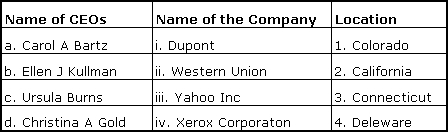 Name of CEOs Name of the Company Location
a. Carol A Bartz i. Dupont 1. Colorado
b. Ellen J Kullman ii. Western Union 2. California
c. Ursula Burns iii. Yahoo Inc 3. Connecticut
d. Christina A Gold iv. Xerox Corporaton 4. Deleware